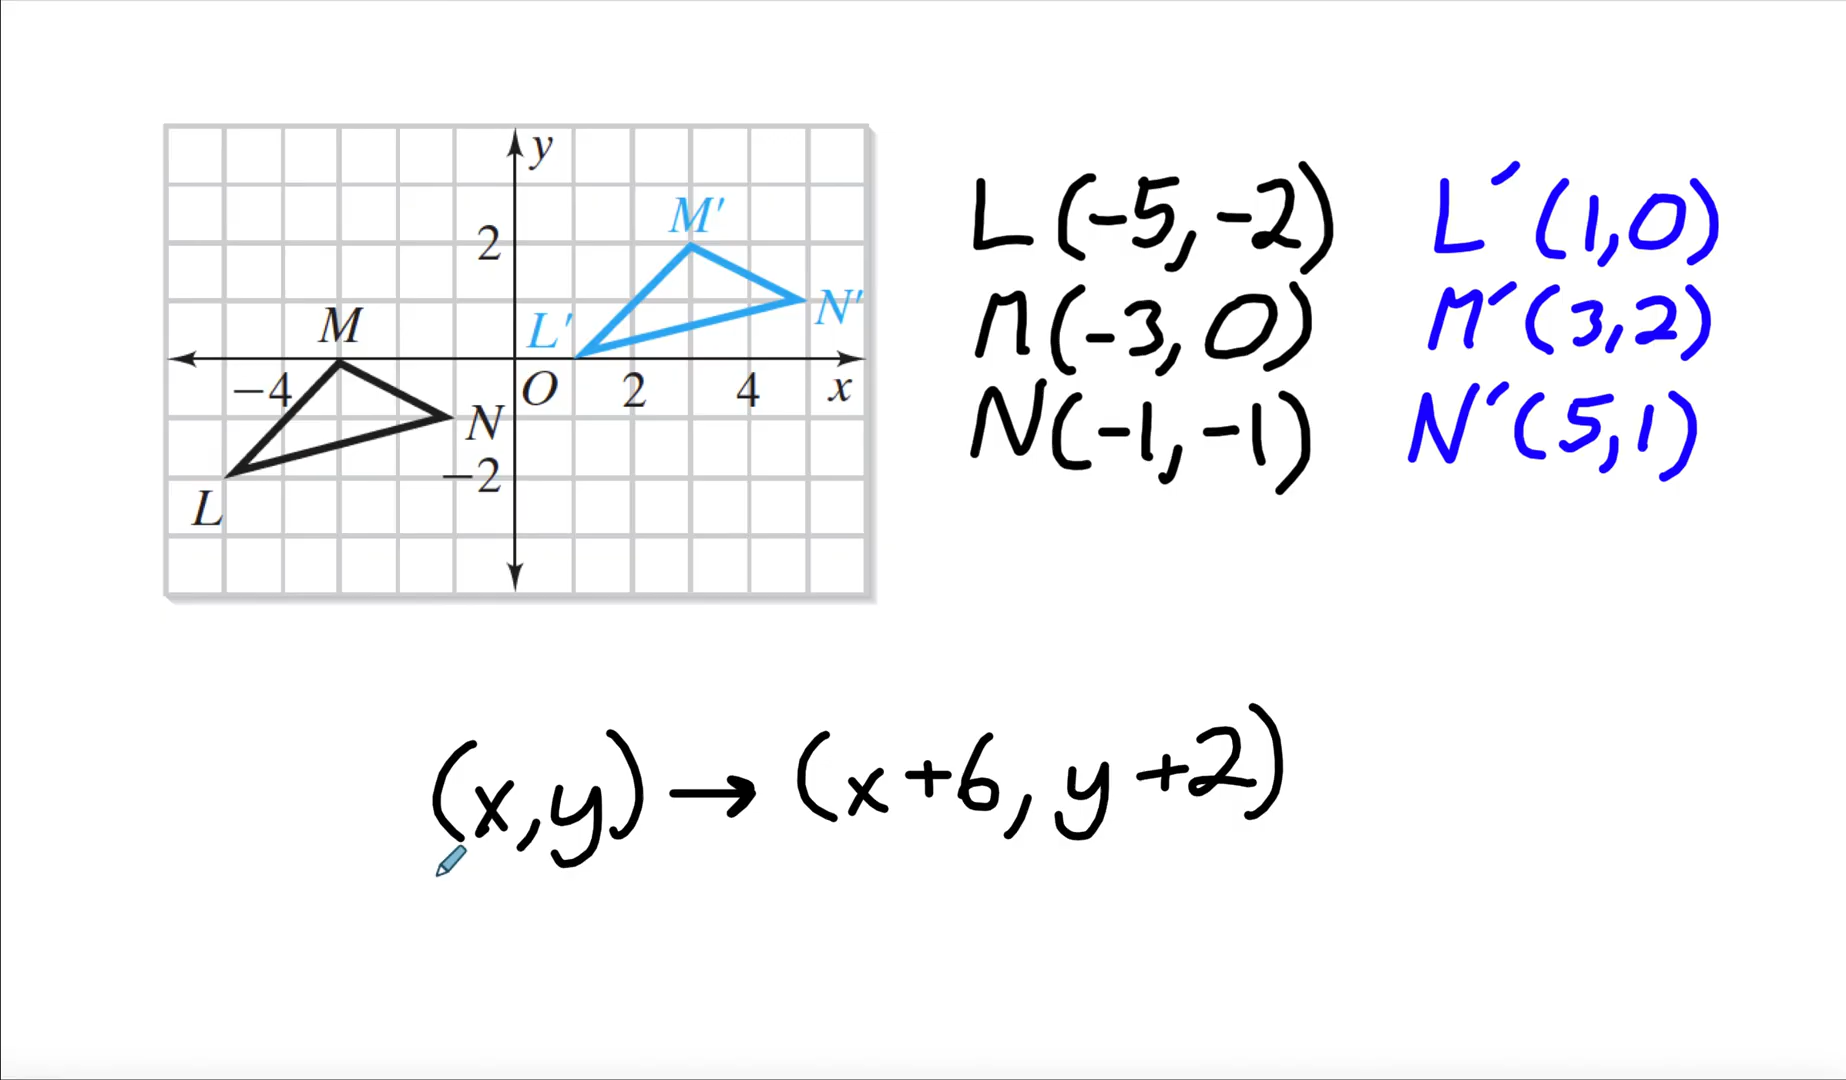 y
M'
2
N'
L'
M
−4
O
2
4
x
N
−2
L
L(-5,-2) L'(1,0)
M(-3,0) M'(3,2)
N(-1,-1) N'(5,1)
(x,y)→(x+6,y+2)